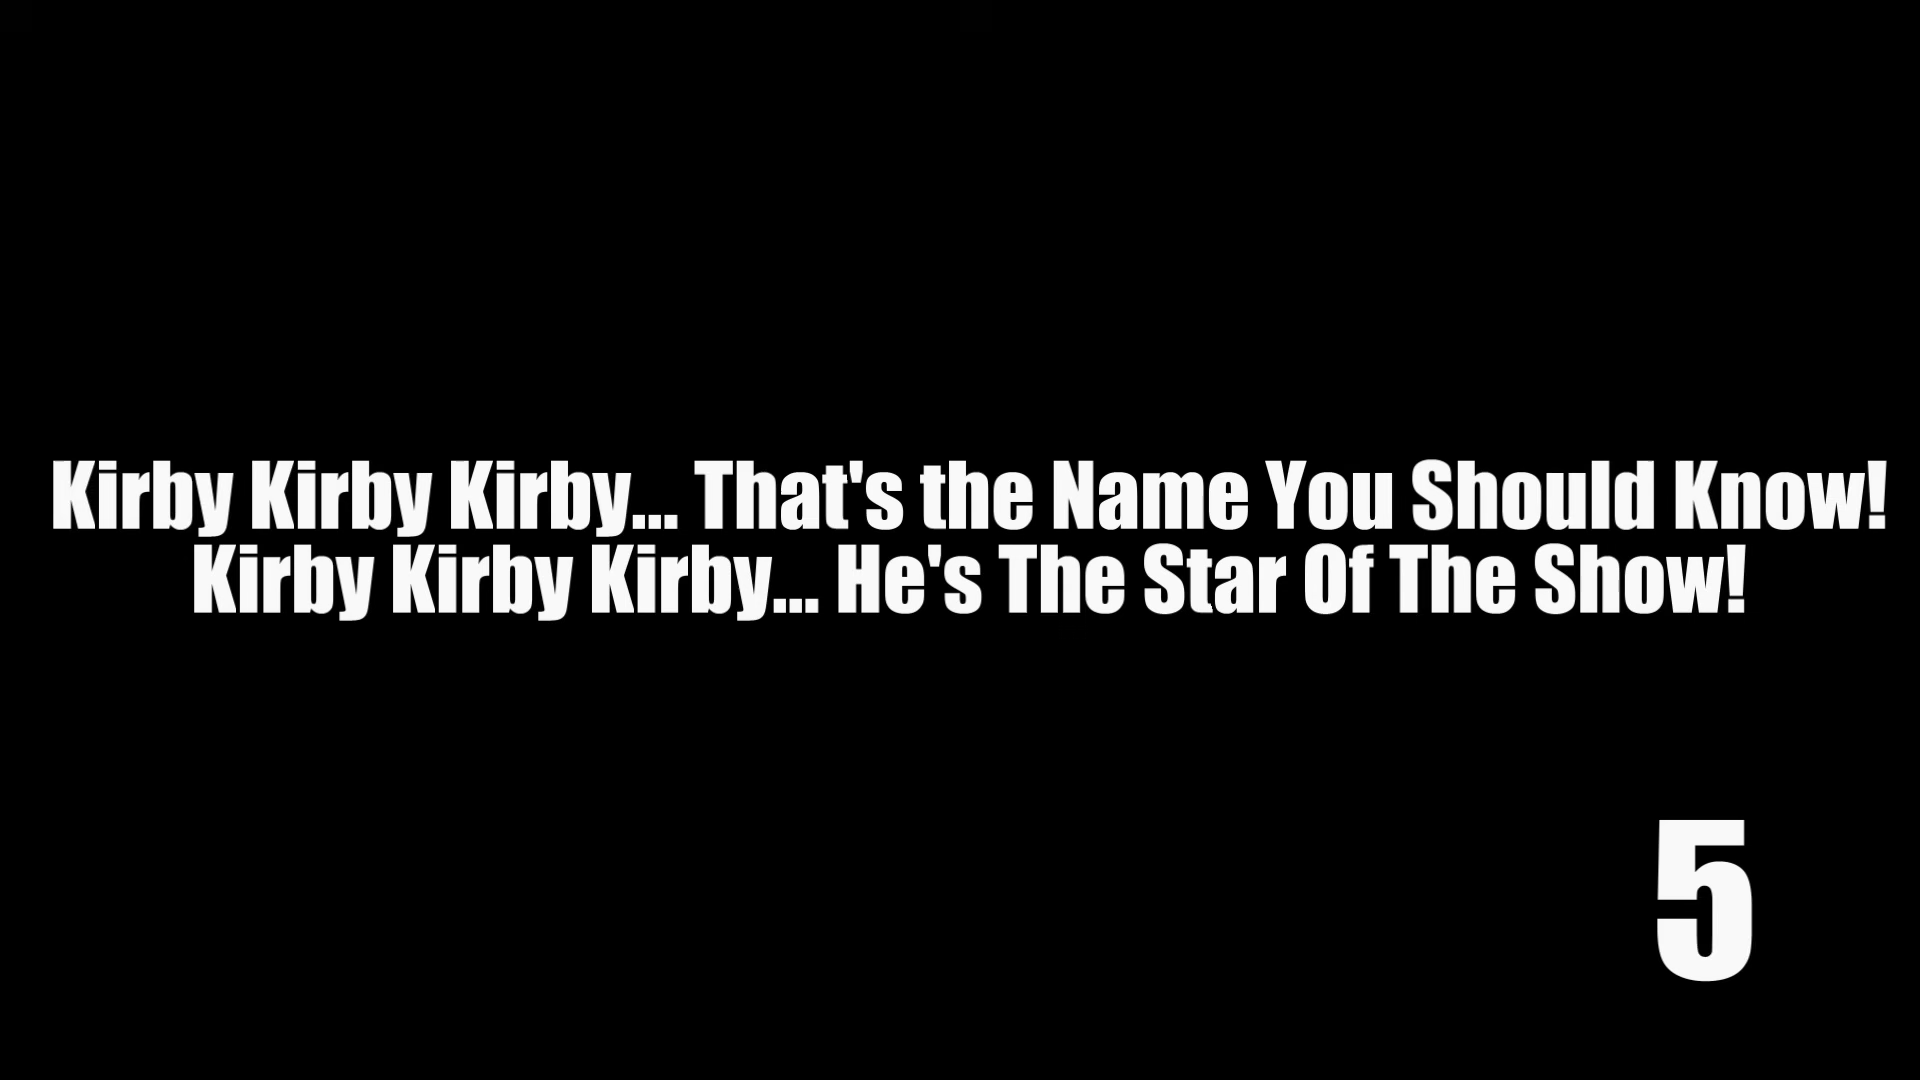 Kirby Kirby Kirby... That's the Name You Should Know!
Kirby Kirby Kirby... He's The Star Of The Show!
5